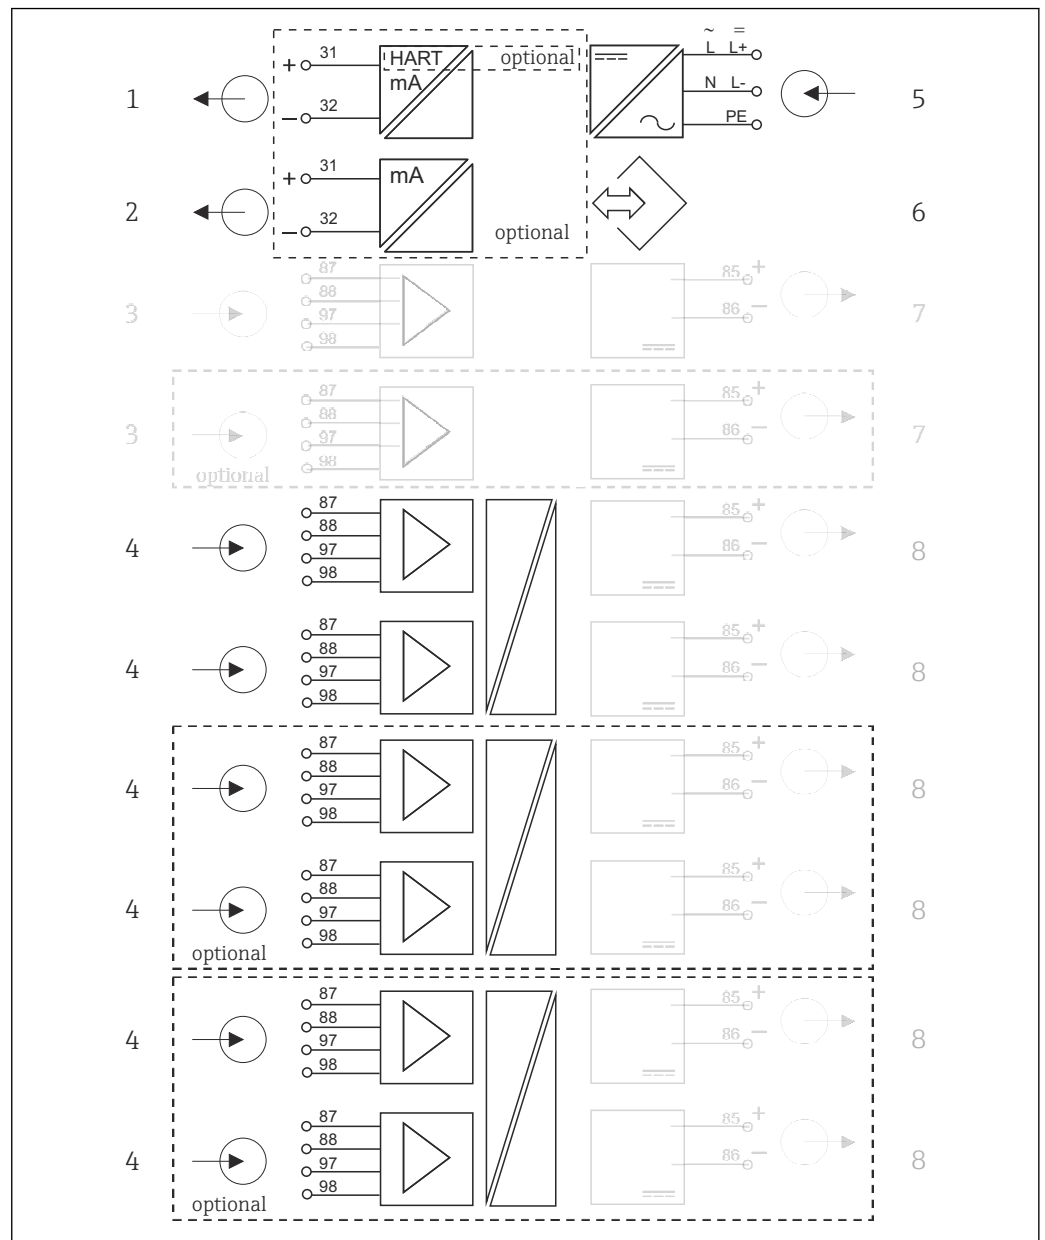 ~ =
31 HART optional L L+
+
mA
1 N L- 5
32
− PE
31
+ mA
2 32 6
− optional
87 85 +
88
3 97 86 − 7
98
87 85 +
88
3 97 86 − 7
98
optional
87 85 +
88
4 97 86 − 8
98
87 85 +
88
4 97 86 − 8
98
87 85 +
88
4 97 86 − 8
98
87 85 +
88
4 97 86 − 8
98
optional
87 85 +
88
4 97 86 − 8
98
87 85 +
88
4 97 86 − 8
98
optional